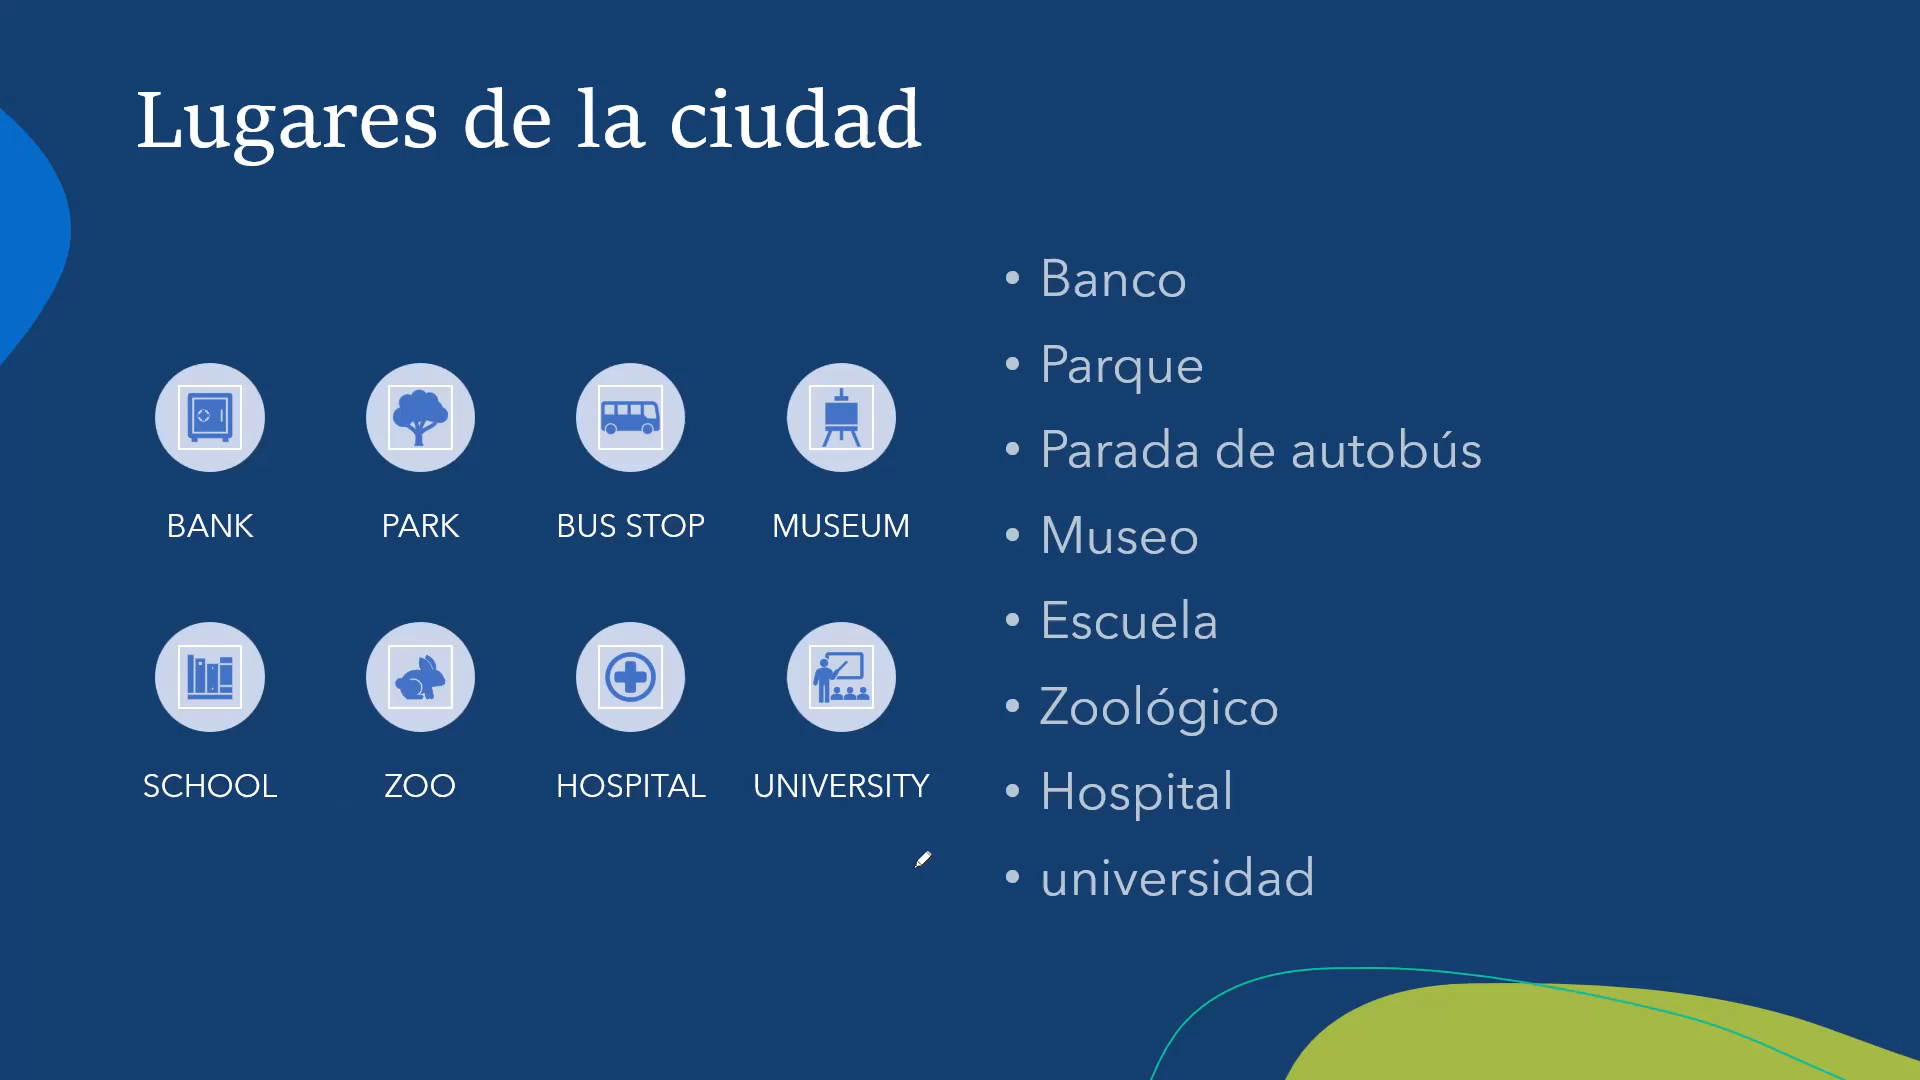 Lugares de la ciudad
BANK
PARK
BUS STOP
MUSEUM
SCHOOL
ZOO
HOSPITAL
UNIVERSITY
• Banco
• Parque
• Parada de autobús
• Museo
• Escuela
• Zoológico
• Hospital
• universidad